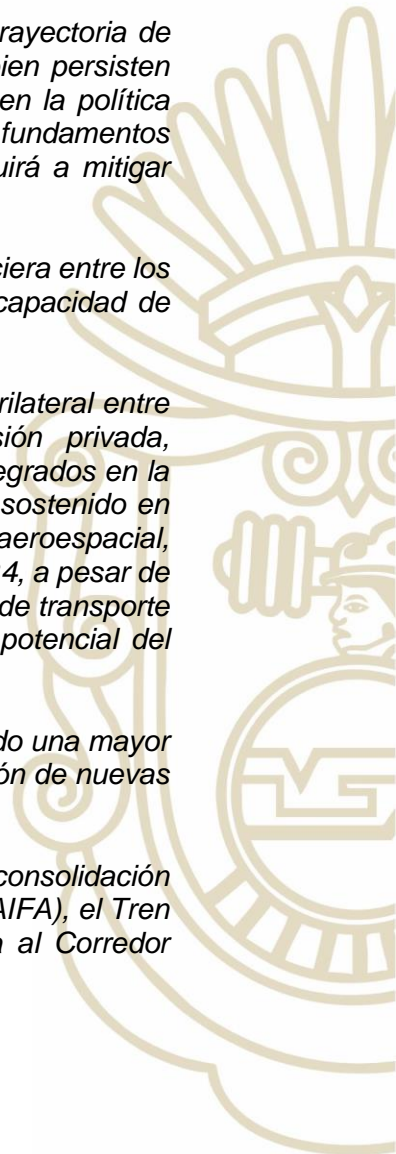 rayectoria de
bien persisten
en la política
fundamentos
uirá a mitigar
ciera entre los
capacidad de
rilateral entre
sión privada,
egrados en la
sostenido en
aeroespacial,
4, a pesar de
de transporte
potencial del
do una mayor
ón de nuevas
consolidación
AIFA), el Tren
a al Corredor